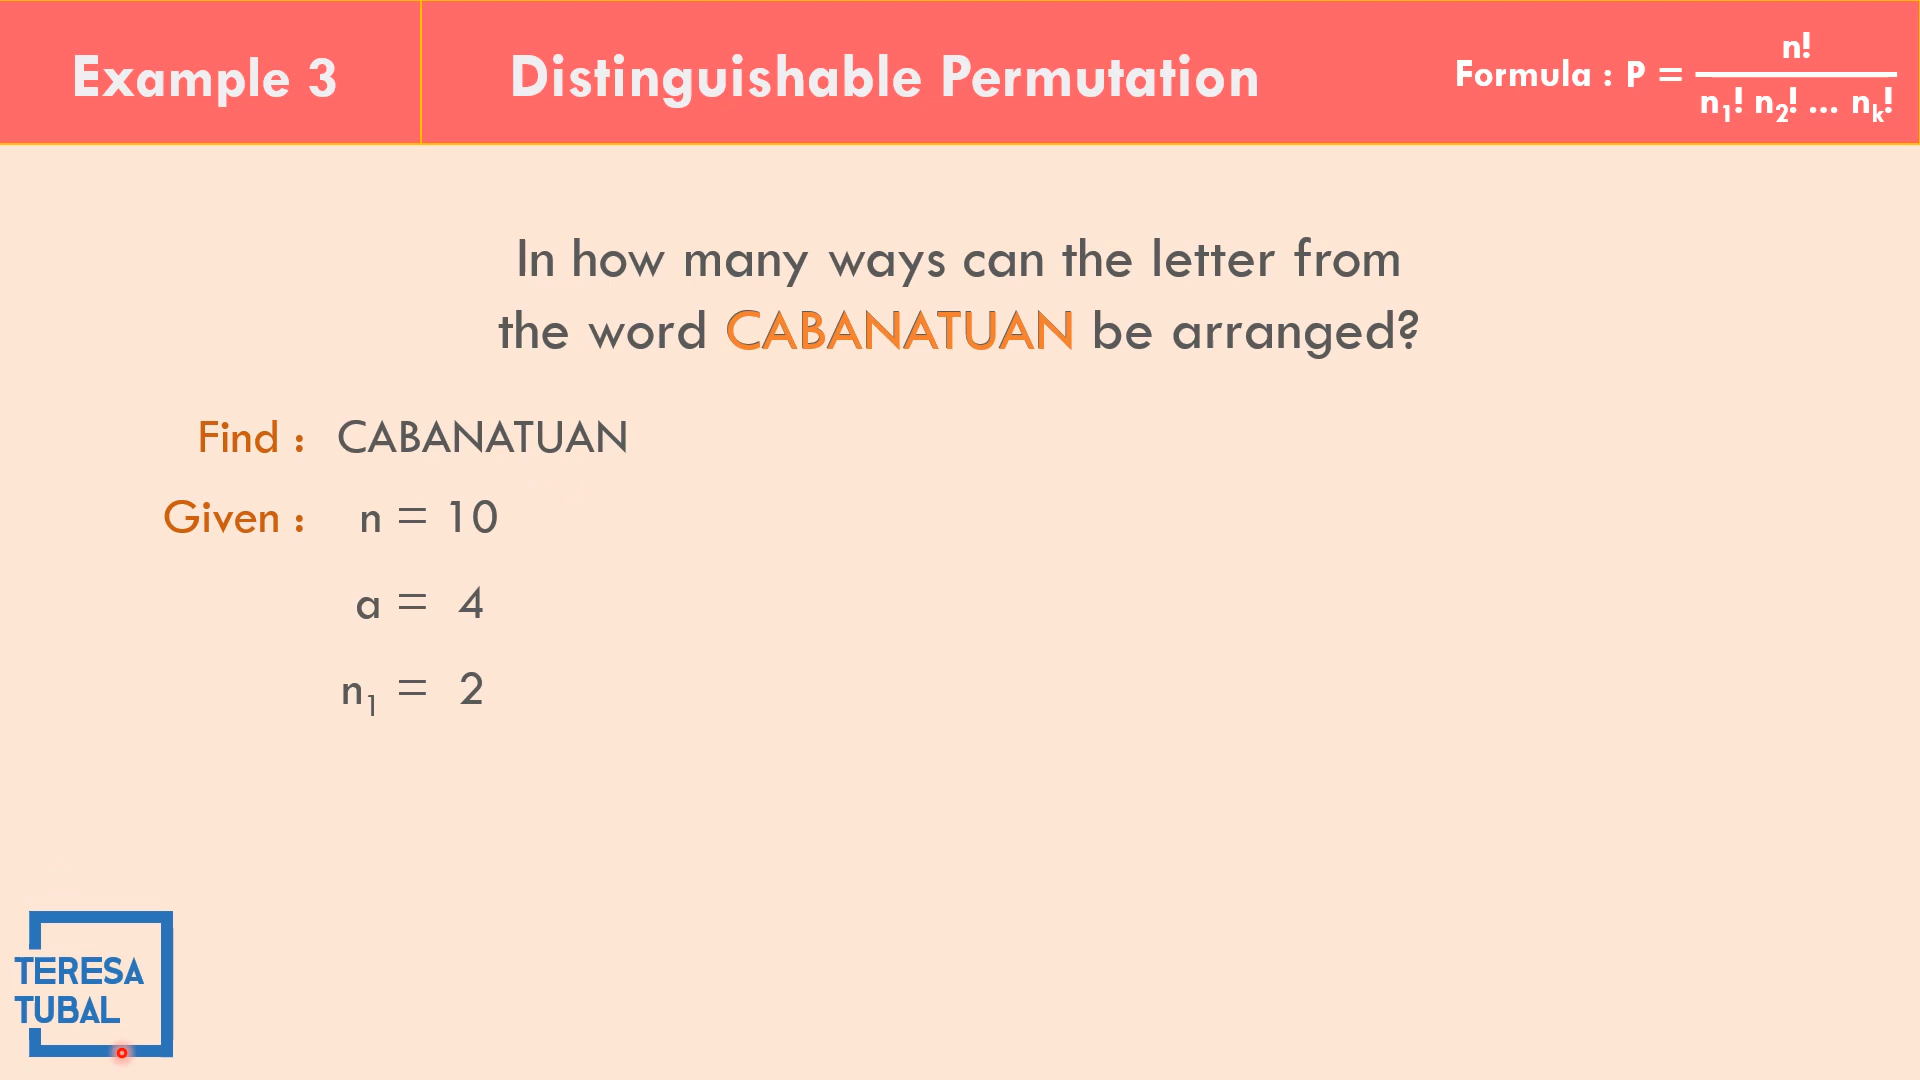 Example 3
Distinguishable Permutation
Formula : P = n! / n₁! n₂! ... nₖ!
In how many ways can the letter from
the word CABANATUAN be arranged?
Find : CABANATUAN
Given : n = 10
a = 4
n₁ = 2
TERESA
TUBAL